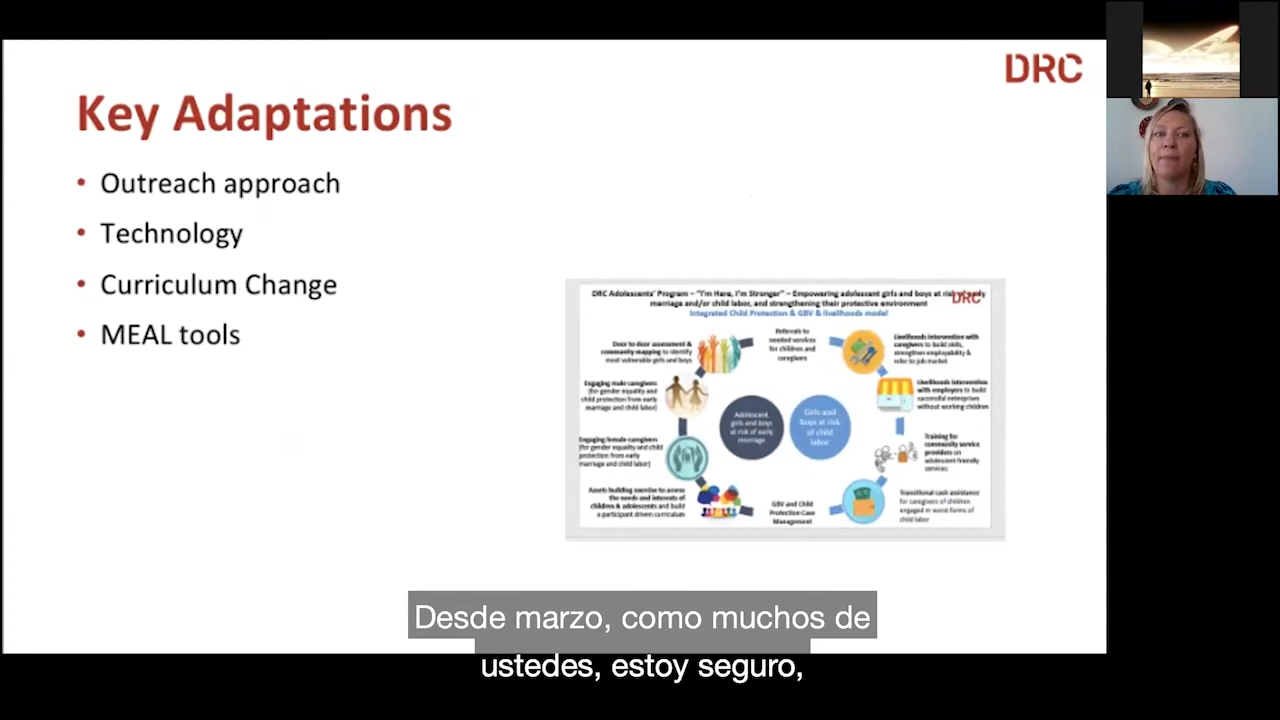 DRC
Key Adaptations
• Outreach approach
• Technology
• Curriculum Change
• MEAL tools
DRC Adolescents' Program – "I'm Here, I'm Stronger" – Empowering adolescent girls and boys at risk of early
DRC
marriage and/or child labor, and strengthening their protective environment
Integrated Child Protection & GBV & livelihoods model
Door to door assessment &
community mapping to identify
most vulnerable girls and boys
Referrals to
needed services
for children and
caregivers
Livelihoods intervention with
caregivers to build skills,
strengthen employability &
refer to job market
Engaging male caregivers
(for gender equality and
child protection from early
marriage and child labor)
Livelihoods intervention
with employers to build
successful enterprises
without working children
Adolescent
girls and boys
at risk of early
marriage
Girls and
boys at risk
of child
labor
Engaging female caregivers
(for gender equality and child
protection from early
marriage and child labor)
Training for
community service
providers on
adolescent friendly
services
Assets building exercise to assess
the needs and interests of
children & adolescents and build
a participant driven curriculum
GBV and Child
Protection Case
Management
Transitional cash assistance
for caregivers of children
engaged in worst forms of
child labor
Desde marzo, como muchos de
ustedes, estoy seguro,